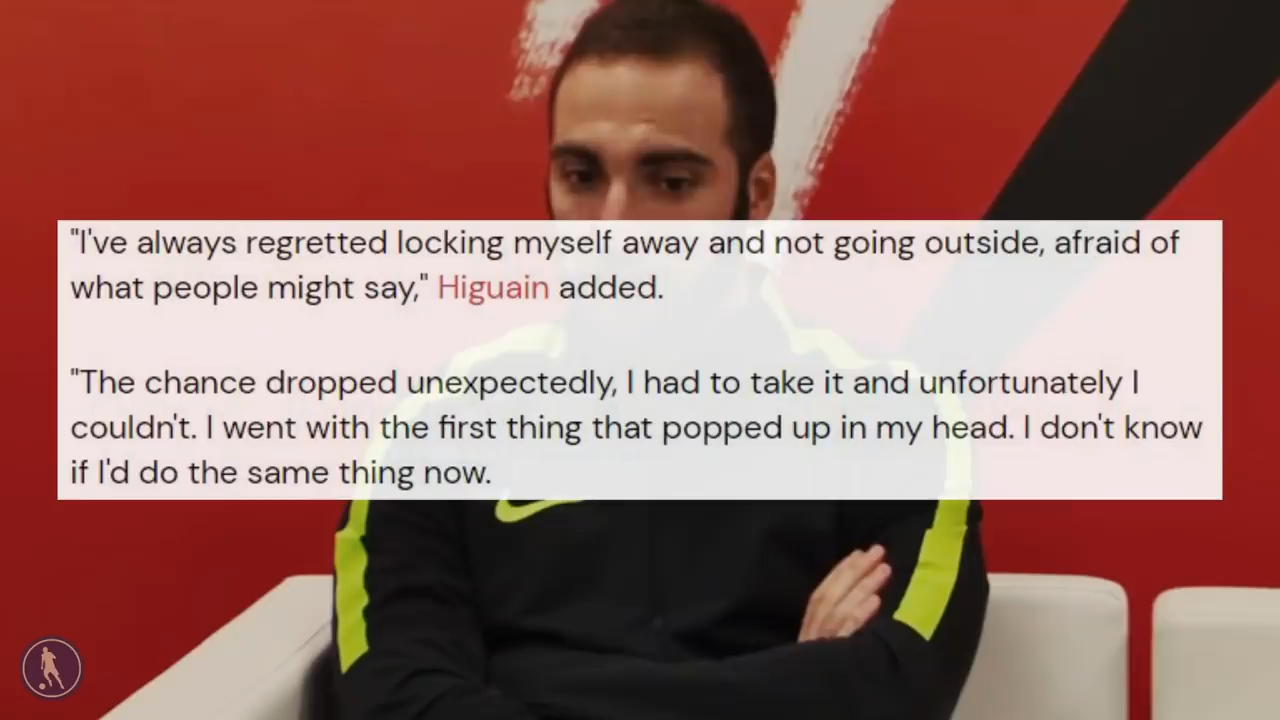 "I've always regretted locking myself away and not going outside, afraid of
what people might say," Higuain added.
"The chance dropped unexpectedly, I had to take it and unfortunately I
couldn't. I went with the first thing that popped up in my head. I don't know
if I'd do the same thing now.